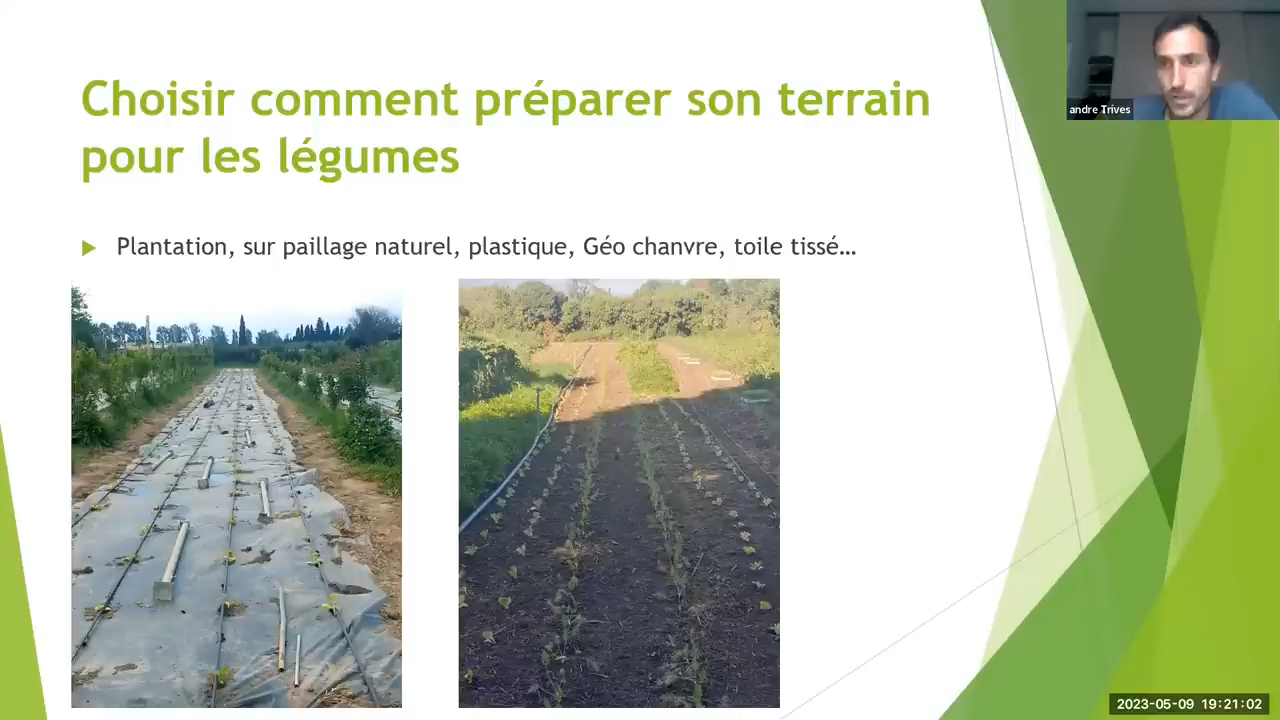 Choisir comment préparer son terrain
pour les légumes
Plantation, sur paillage naturel, plastique, Géo chanvre, toile tissé…
andre Trives
2023-05-09 19:21:02